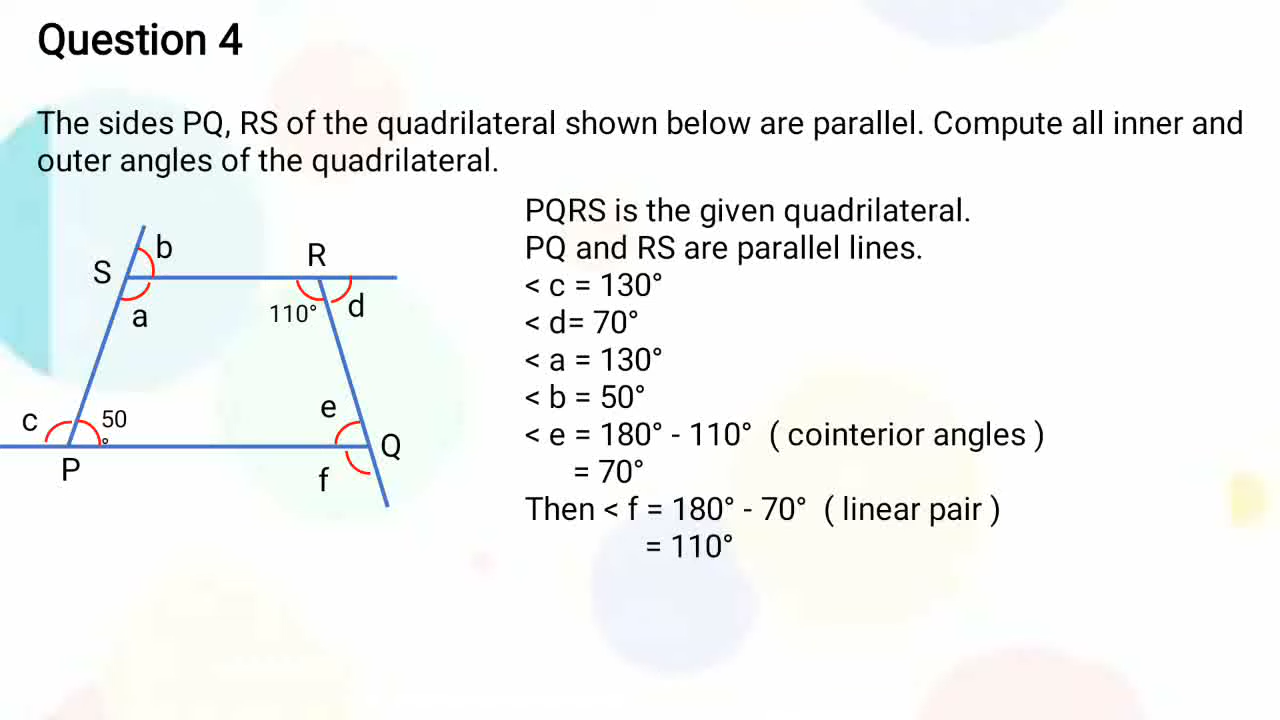 Question 4
The sides PQ, RS of the quadrilateral shown below are parallel. Compute all inner and
outer angles of the quadrilateral.
PQRS is the given quadrilateral.
PQ and RS are parallel lines.
< c = 130°
< d= 70°
< a = 130°
< b = 50°
< e = 180° - 110° ( cointerior angles )
= 70°
Then < f = 180° - 70° ( linear pair )
= 110°
b
S
R
a
110°
d
c
50
°
e
P
Q
f